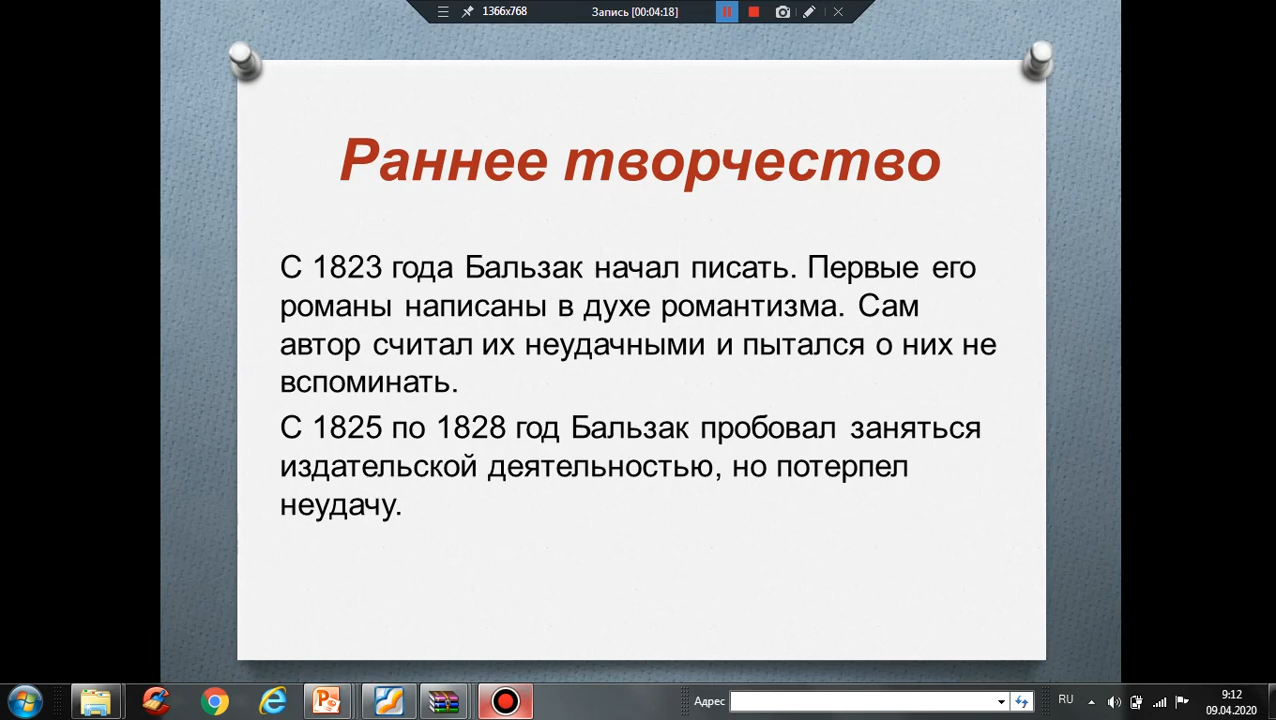 1366x768
Запись [00:04:18]
Раннее творчество
С 1823 года Бальзак начал писать. Первые его
романы написаны в духе романтизма. Сам
автор считал их неудачными и пытался о них не
вспоминать.
С 1825 по 1828 год Бальзак пробовал заняться
издательской деятельностью, но потерпел
неудачу.
Адрес
RU
9:12
09.04.2020